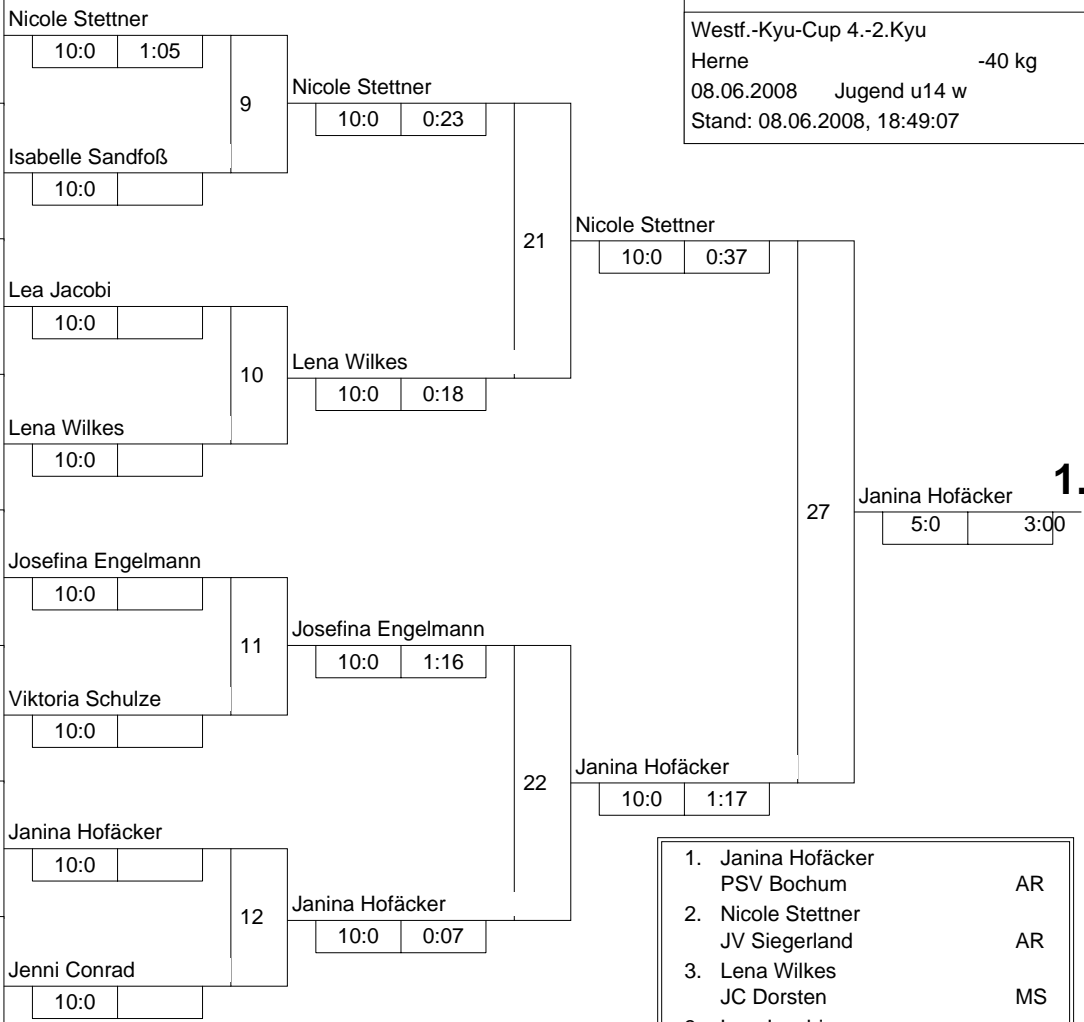 Nicole Stettner
10:0 1:05
9
Isabelle Sandfoß
10:0
Lea Jacobi
10:0
10
Lena Wilkes
10:0
Josefina Engelmann
10:0
11
Viktoria Schulze
10:0
Janina Hofäcker
10:0
12
Jenni Conrad
10:0
Nicole Stettner
10:0 0:23
21
Lena Wilkes
10:0 0:18
Josefina Engelmann
10:0 1:16
22
Janina Hofäcker
10:0 0:07
Nicole Stettner
10:0 0:37
27
Janina Hofäcker
10:0 1:17
Janina Hofäcker 1.
5:0 3:00
Westf.-Kyu-Cup 4.-2.Kyu
Herne -40 kg
08.06.2008 Jugend u14 w
Stand: 08.06.2008, 18:49:07
1. Janina Hofäcker
PSV Bochum AR
2. Nicole Stettner
JV Siegerland AR
3. Lena Wilkes
JC Dorsten MS